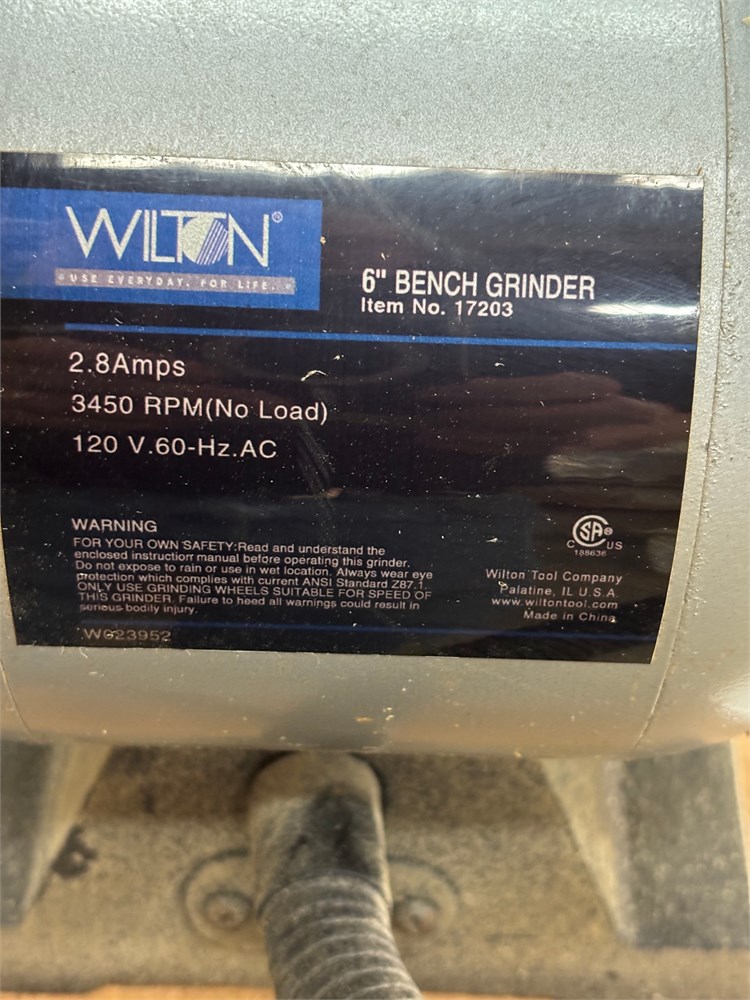 WILTON®
USE EVERYDAY. FOR LIFE.
6" BENCH GRINDER
Item No. 17203
2.8Amps
3450 RPM(No Load)
120 V.60-Hz.AC
WARNING
FOR YOUR OWN SAFETY:Read and understand the
enclosed instruction manual before operating this grinder.
Do not expose to rain or use in wet location. Always wear eye
protection which complies with current ANSI Standard Z87.1.
ONLY USE GRINDING WHEELS SUITABLE FOR SPEED OF
THIS GRINDER. Failure to heed all warnings could result in
serious bodily injury.
WG23952
SA®
C US
188636
Wilton Tool Company
Palatine, IL U.S.A.
www.wiltontool.com
Made in China